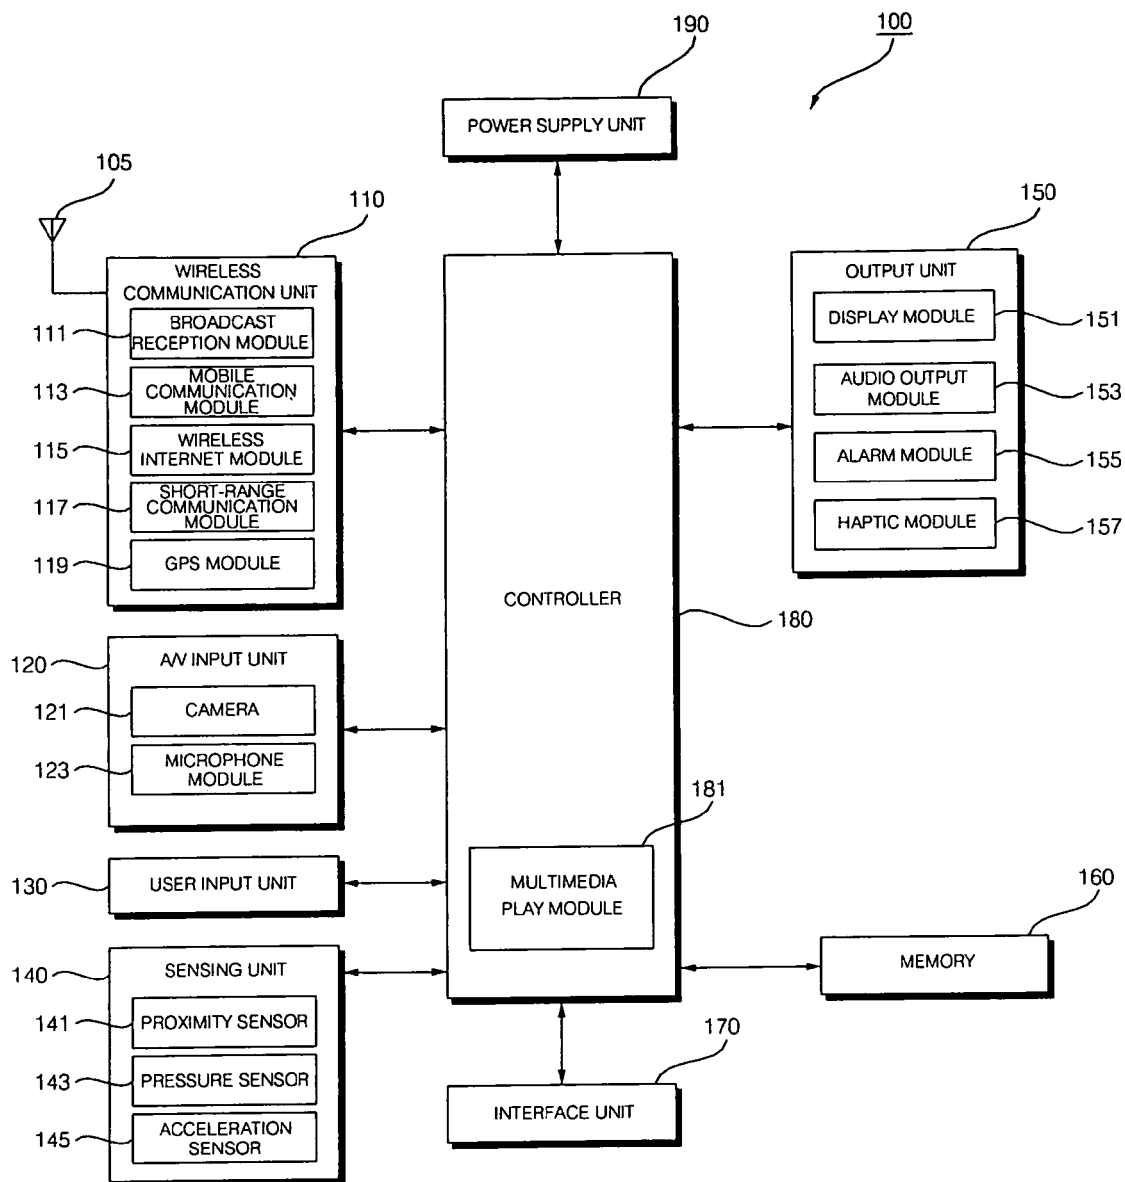 100
190
POWER SUPPLY UNIT
105
110
WIRELESS
COMMUNICATION UNIT
111
BROADCAST
RECEPTION MODULE
113
MOBILE
COMMUNICATION
MODULE
115
WIRELESS
INTERNET MODULE
117
SHORT-RANGE
COMMUNICATION
MODULE
119
GPS MODULE
120
A/V INPUT UNIT
121
CAMERA
123
MICROPHONE
MODULE
130
USER INPUT UNIT
140
SENSING UNIT
141
PROXIMITY SENSOR
143
PRESSURE SENSOR
145
ACCELERATION
SENSOR
CONTROLLER
180
181
MULTIMEDIA
PLAY MODULE
150
OUTPUT UNIT
DISPLAY MODULE
151
AUDIO OUTPUT
MODULE
153
ALARM MODULE
155
HAPTIC MODULE
157
160
MEMORY
170
INTERFACE UNIT